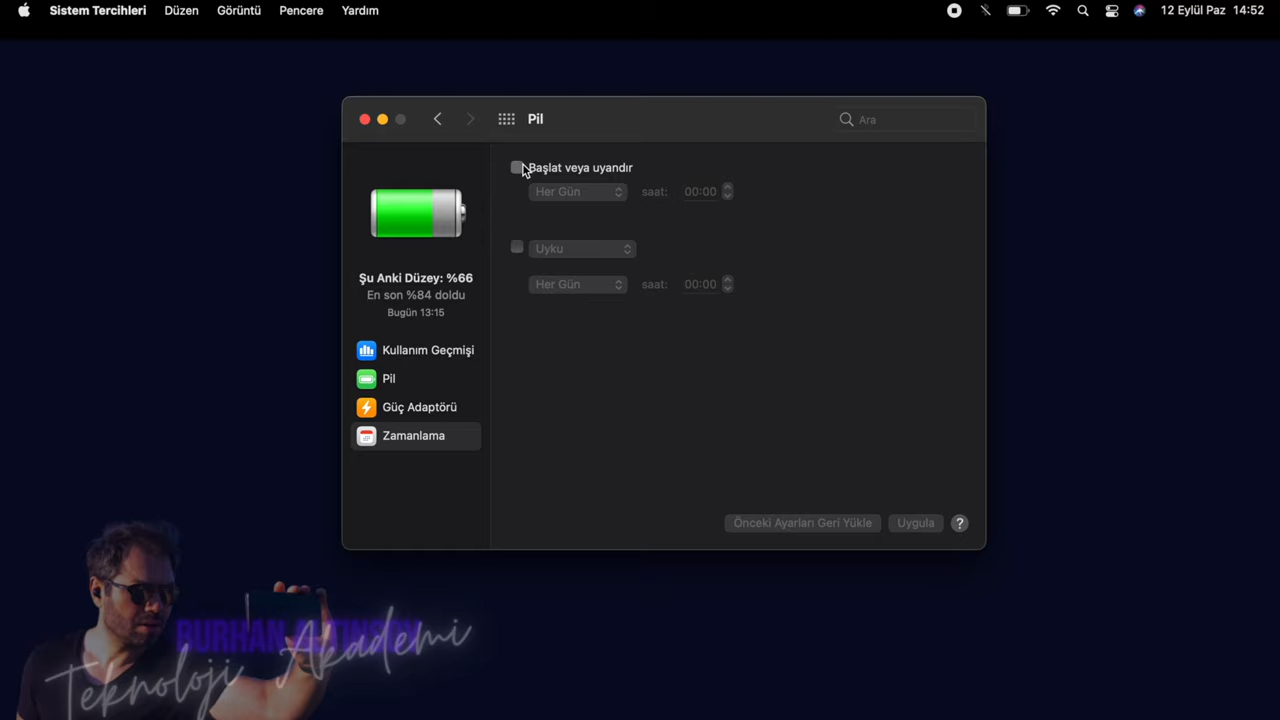 Sistem Tercihleri Düzen Görüntü Pencere Yardım 12 Eylül Paz 14:52
Pil
Ara
Başlat veya uyandır
Her Gün saat: 00:00
Uyku
Her Gün saat: 00:00
Şu Anki Düzey: %66
En son %84 doldu
Bugün 13:15
Kullanım Geçmişi
Pil
Güç Adaptörü
Zamanlama
Önceki Ayarları Geri Yükle Uygula ?
BURHAN
Teknoloji Akademi